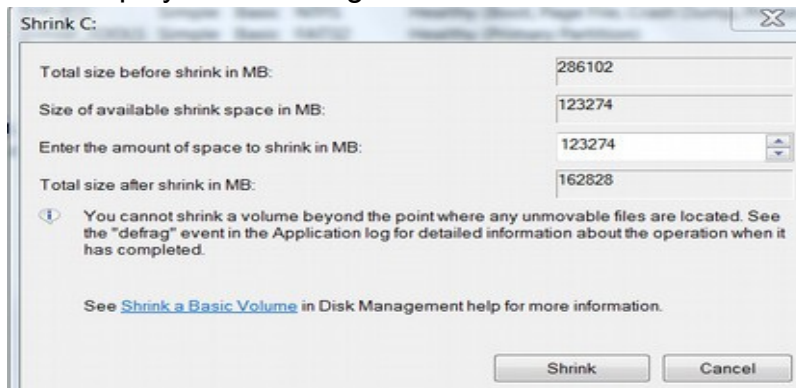 Shrink C:
Total size before shrink in MB: 286102
Size of available shrink space in MB: 123274
Enter the amount of space to shrink in MB: 123274
Total size after shrink in MB: 162828
You cannot shrink a volume beyond the point where any unmovable files are located. See
the "defrag" event in the Application log for detailed information about the operation when it
has completed.
See Shrink a Basic Volume in Disk Management help for more information.
Shrink Cancel